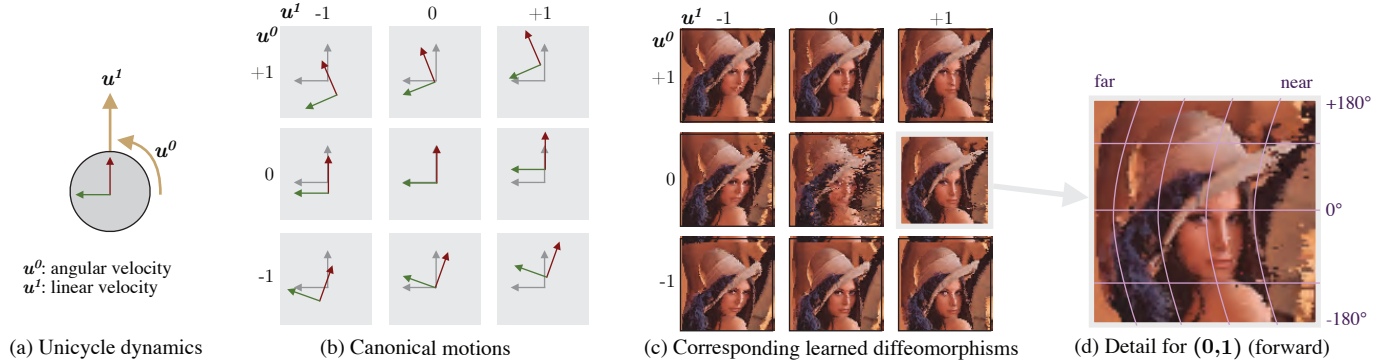 u¹
u⁰
u⁰: angular velocity
u¹: linear velocity
(a) Unicycle dynamics
u¹ -1 0 +1
u⁰
+1
0
-1
(b) Canonical motions
u¹ -1 0 +1
u⁰
+1
0
-1
(c) Corresponding learned diffeomorphisms
far near
+180°
0°
-180°
(d) Detail for (0,1) (forward)